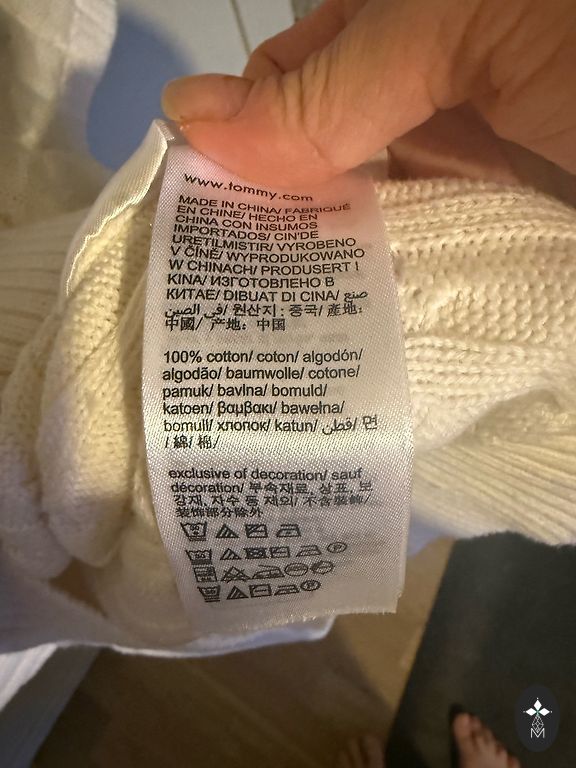 www.tommy.com
MADE IN CHINA/ FABRIQUÉ
EN CHINE/ HECHO EN
CHINA CON INSUMOS
IMPORTADOS/ CIN'DE
URETILMISTIR/ VYROBENO
V ČÍNĚ/ WYPRODUKOWANO
W CHINACH/ PRODUSERT I
KINA/ ИЗГОТОВЛЕНО В
КИТАЕ/ DIBUAT DI CINA/ صنع
في الصين/ 원산지 : 중국/ 產地:
中國/ 产地: 中国
100% cotton/ coton/ algodón/
algodão/ baumwolle/ cotone/
pamuk/ bavlna/ bomuld/
katoen/ βαμβακι/ bawełna/
bomull/ хлопок/ katun/ قطن/ 면
/ 綿/ 棉/
exclusive of decoration/ sauf
décoration/ 부속재료, 상표, 보
강재, 자수 등 제외/ 不含裝飾/
装饰部分除外
M